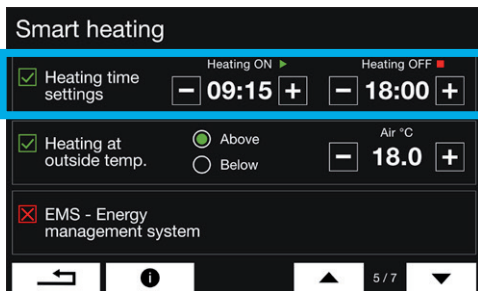 Smart heating
Heating time
settings
Heating ON
− 09:15 +
Heating OFF
− 18:00 +
Heating at
outside temp.
Above
Below
Air °C
− 18.0 +
EMS - Energy
management system
5/7